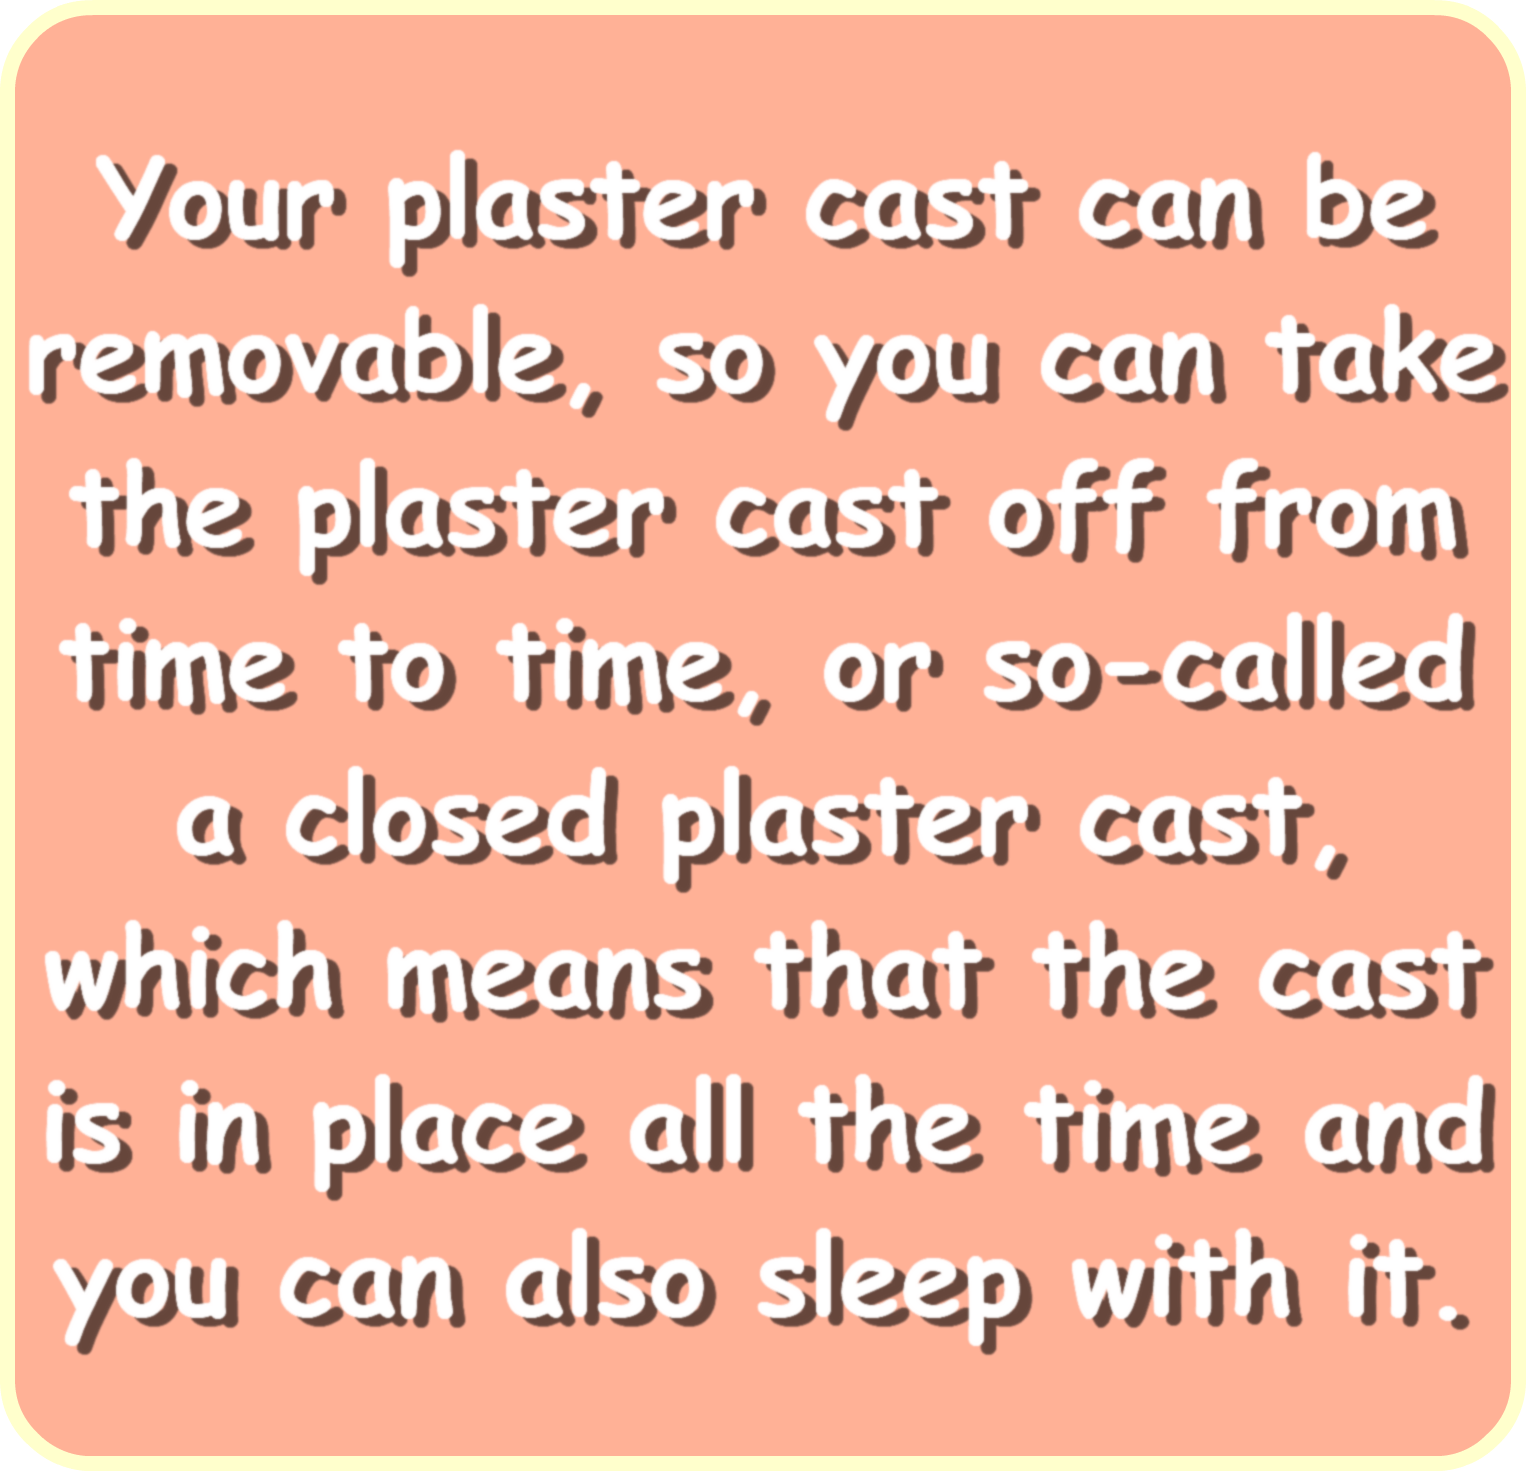 Your plaster cast can be
removable, so you can take
the plaster cast off from
time to time, or so-called
a closed plaster cast,
which means that the cast
is in place all the time and
you can also sleep with it.